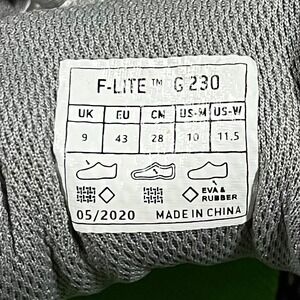 F-LITE™ G 230
UK EU CM US-M US-W
9 43 28 10 11.5
EVA &
RUBBER
05/2020 MADE IN CHINA